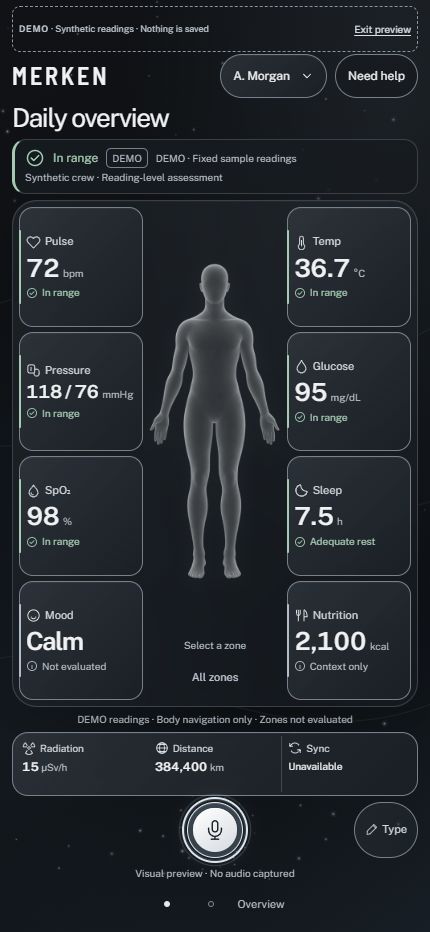 DEMO · Synthetic readings · Nothing is saved
Exit preview
MERKEN
A. Morgan
Need help
Daily overview
In range
DEMO
DEMO · Fixed sample readings
Synthetic crew · Reading-level assessment
Pulse
72 bpm
In range
Temp
36.7 °C
In range
Pressure
118 / 76 mmHg
In range
Glucose
95 mg/dL
In range
SpO₂
98 %
In range
Sleep
7.5 h
Adequate rest
Mood
Calm
Not evaluated
Select a zone
All zones
Nutrition
2,100 kcal
Context only
DEMO readings · Body navigation only · Zones not evaluated
Radiation
15 µSv/h
Distance
384,400 km
Sync
Unavailable
Type
Visual preview · No audio captured
Overview